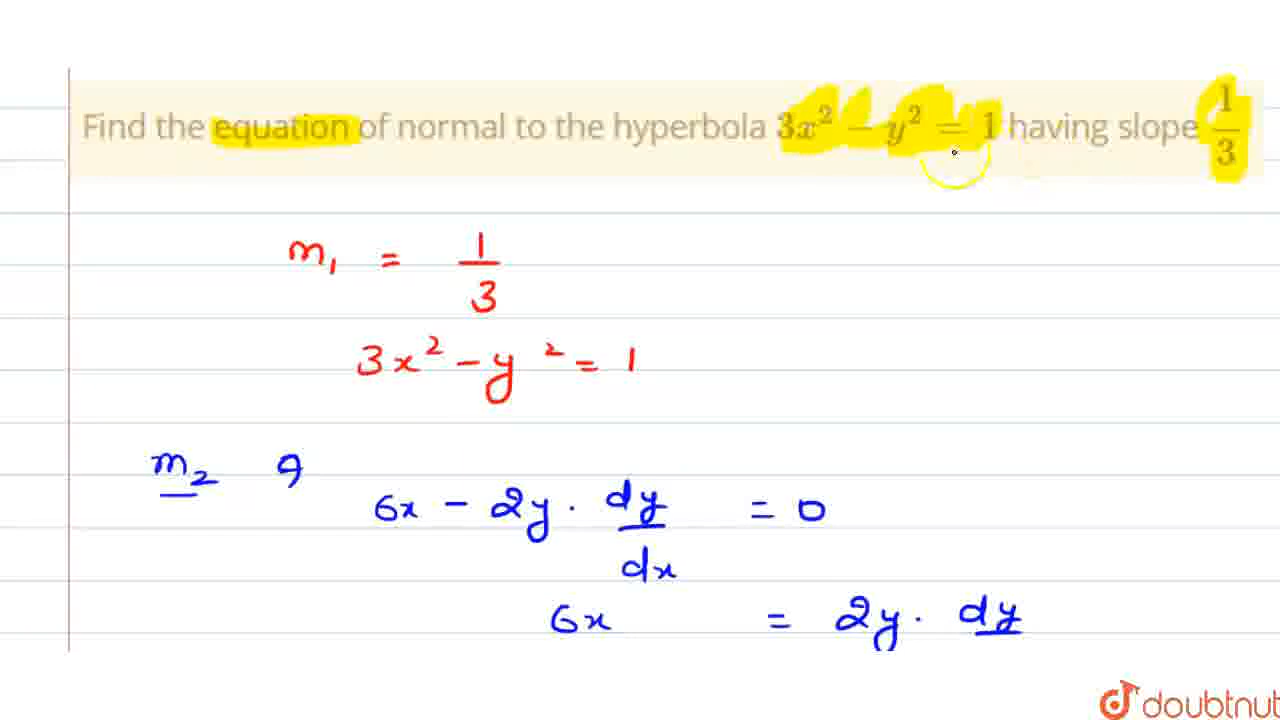 Find the equation of normal to the hyperbola 3x² − y² = 1 having slope 1/3
m₁ = 1/3
3x² − y² = 1
m₂
6x − 2y · dy/dx = 0
6x = 2y · dy
doubtnut